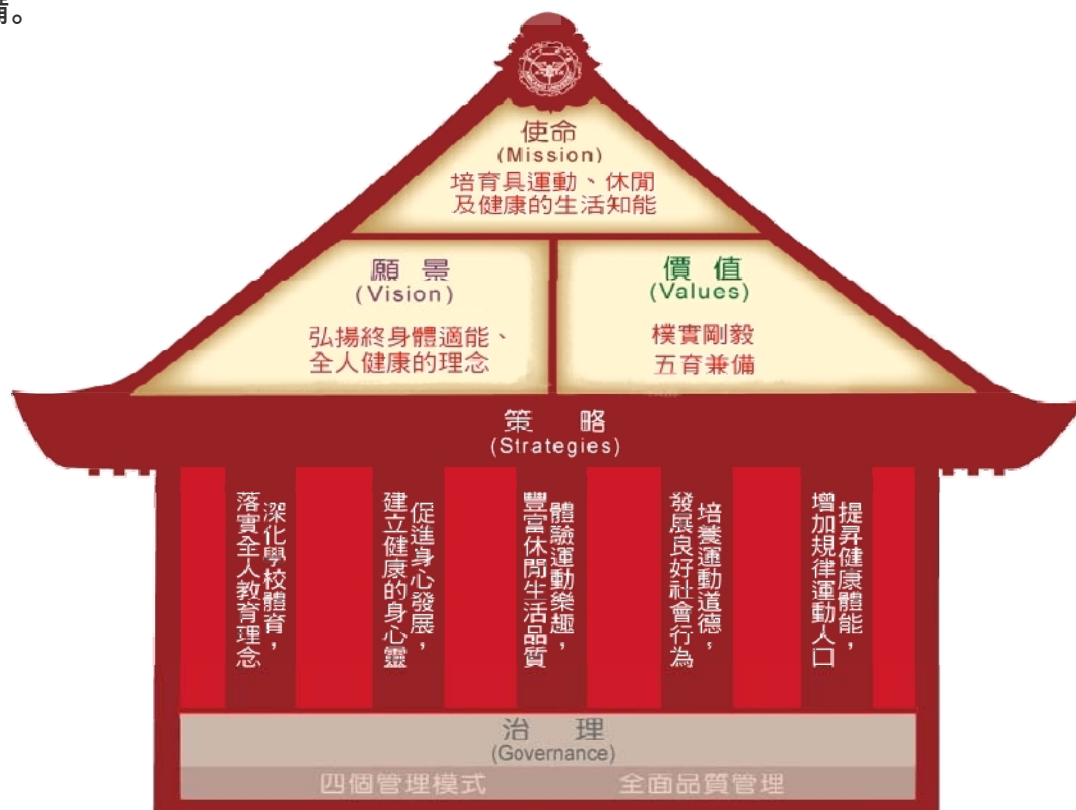 使命
(Mission)
培育具運動、休閒
及健康的生活知能
願景
(Vision)
弘揚終身體適能、
全人健康的理念
價值
(Values)
樸實剛毅
五育兼備
策略
(Strategies)
提昇健康體能，
增加規律運動人口
培養運動道德，
發展良好社會行為
體驗運動樂趣，
豐富休閒生活品質
促進身心發展，
建立健康的身心靈
深化學校體育，
落實全人教育理念
治理
(Governance)
四個管理模式
全面品質管理